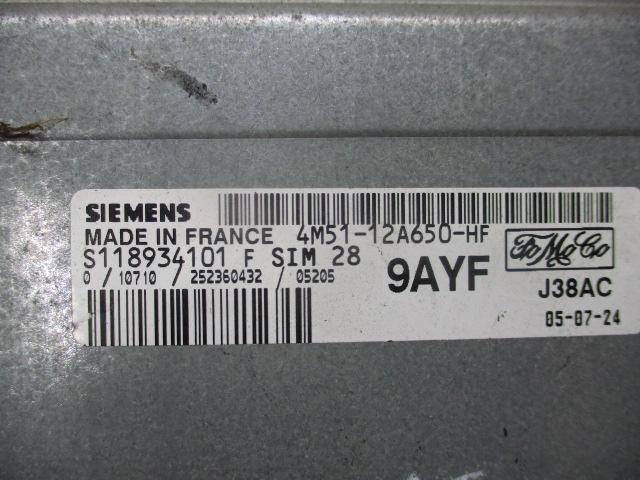 SIEMENS
MADE IN FRANCE 4M51-12A650-HF
S118934101 F SIM 28
0 / 10710 / 252360432 / 05205
9AYF
FoMoCo
J38AC
05-07-24